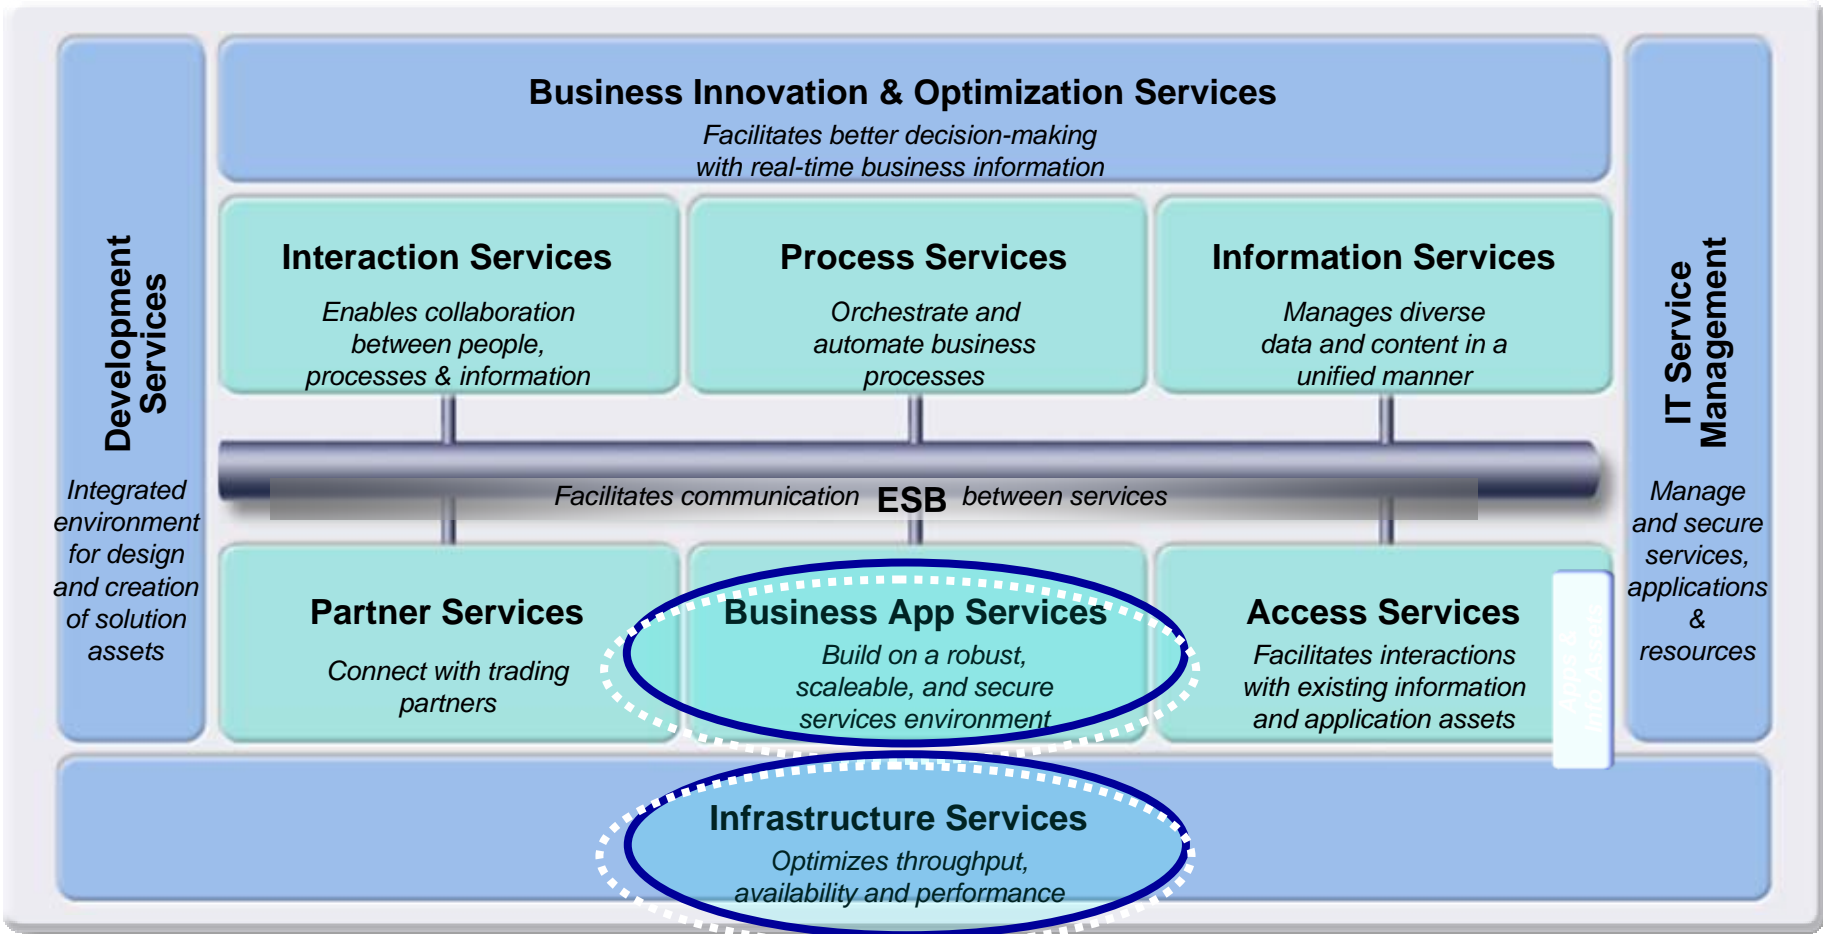 Business Innovation & Optimization Services
Facilitates better decision-making
with real-time business information
Development
Services
Integrated
environment
for design
and creation
of solution
assets
Interaction Services
Enables collaboration
between people,
processes & information
Process Services
Orchestrate and
automate business
processes
Information Services
Manages diverse
data and content in a
unified manner
IT Service
Management
Manage
and secure
services,
applications
&
resources
Facilitates communication ESB between services
Partner Services
Connect with trading
partners
Business App Services
Build on a robust,
scaleable, and secure
services environment
Access Services
Facilitates interactions
with existing information
and application assets
Apps &
Info Assets
Infrastructure Services
Optimizes throughput,
availability and performance